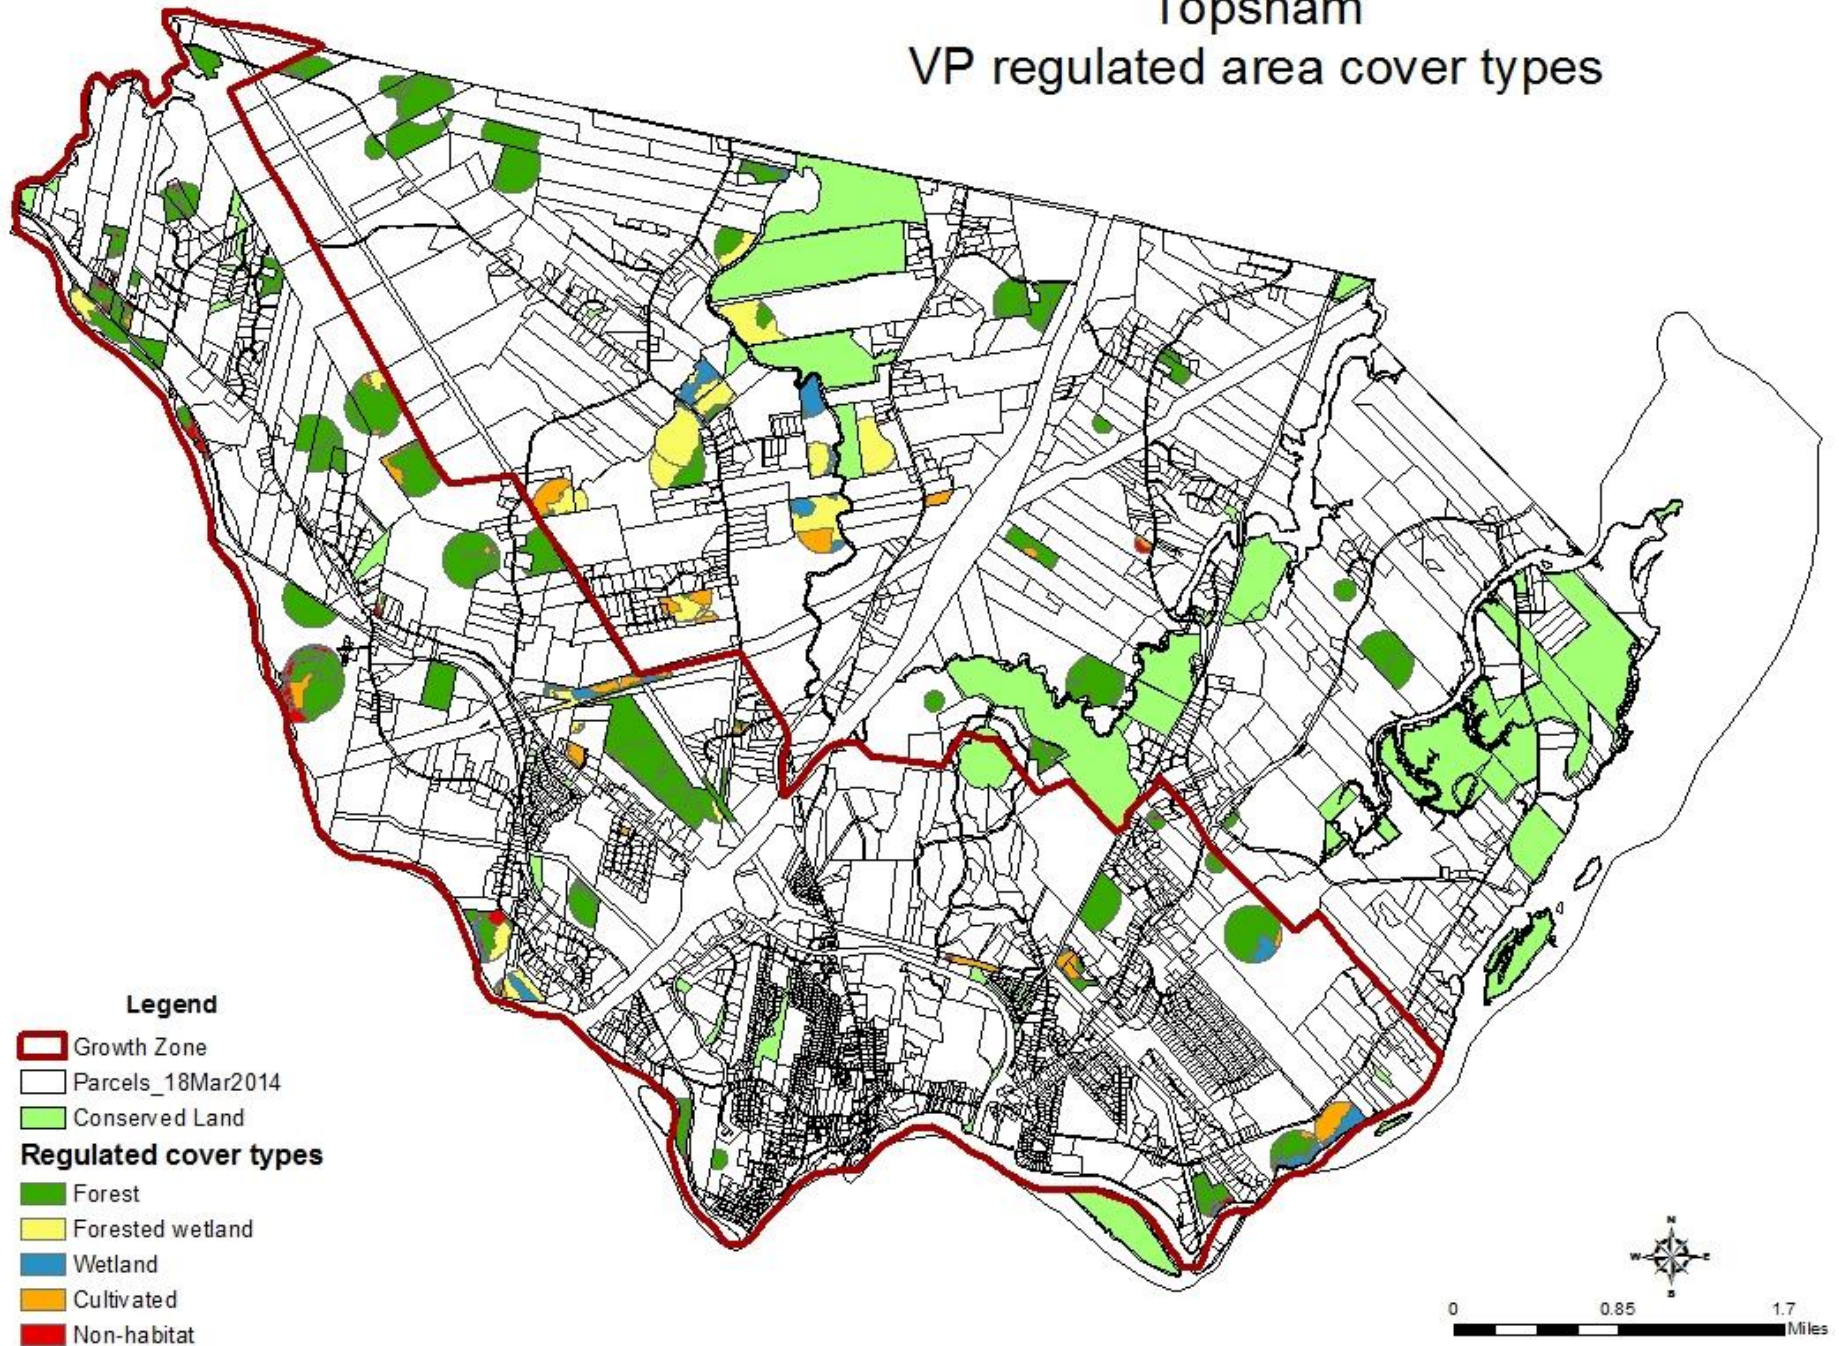 Topsham
VP regulated area cover types
Legend
Growth Zone
Parcels_18Mar2014
Conserved Land
Regulated cover types
Forest
Forested wetland
Wetland
Cultivated
Non-habitat
N
W E
S
0 0.85 1.7
Miles